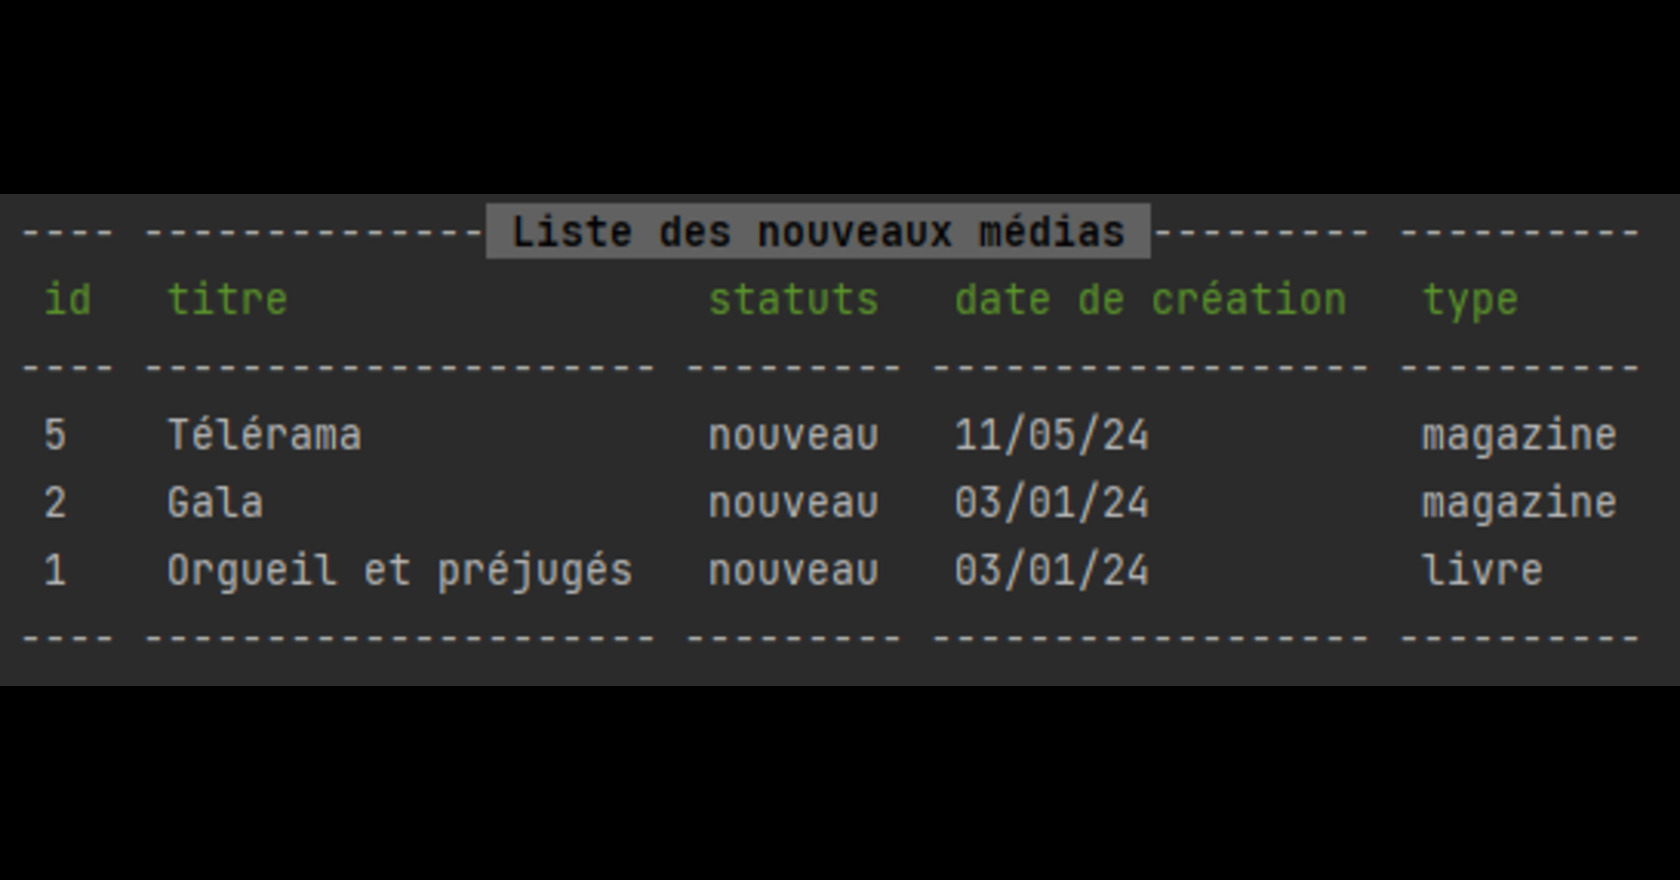 ---- -------------- Liste des nouveaux médias --------- ----------
id titre statuts date de création type
---- --------------------- --------- ------------------ ----------
5 Télérama nouveau 11/05/24 magazine
2 Gala nouveau 03/01/24 magazine
1 Orgueil et préjugés nouveau 03/01/24 livre
---- --------------------- --------- ------------------ ----------